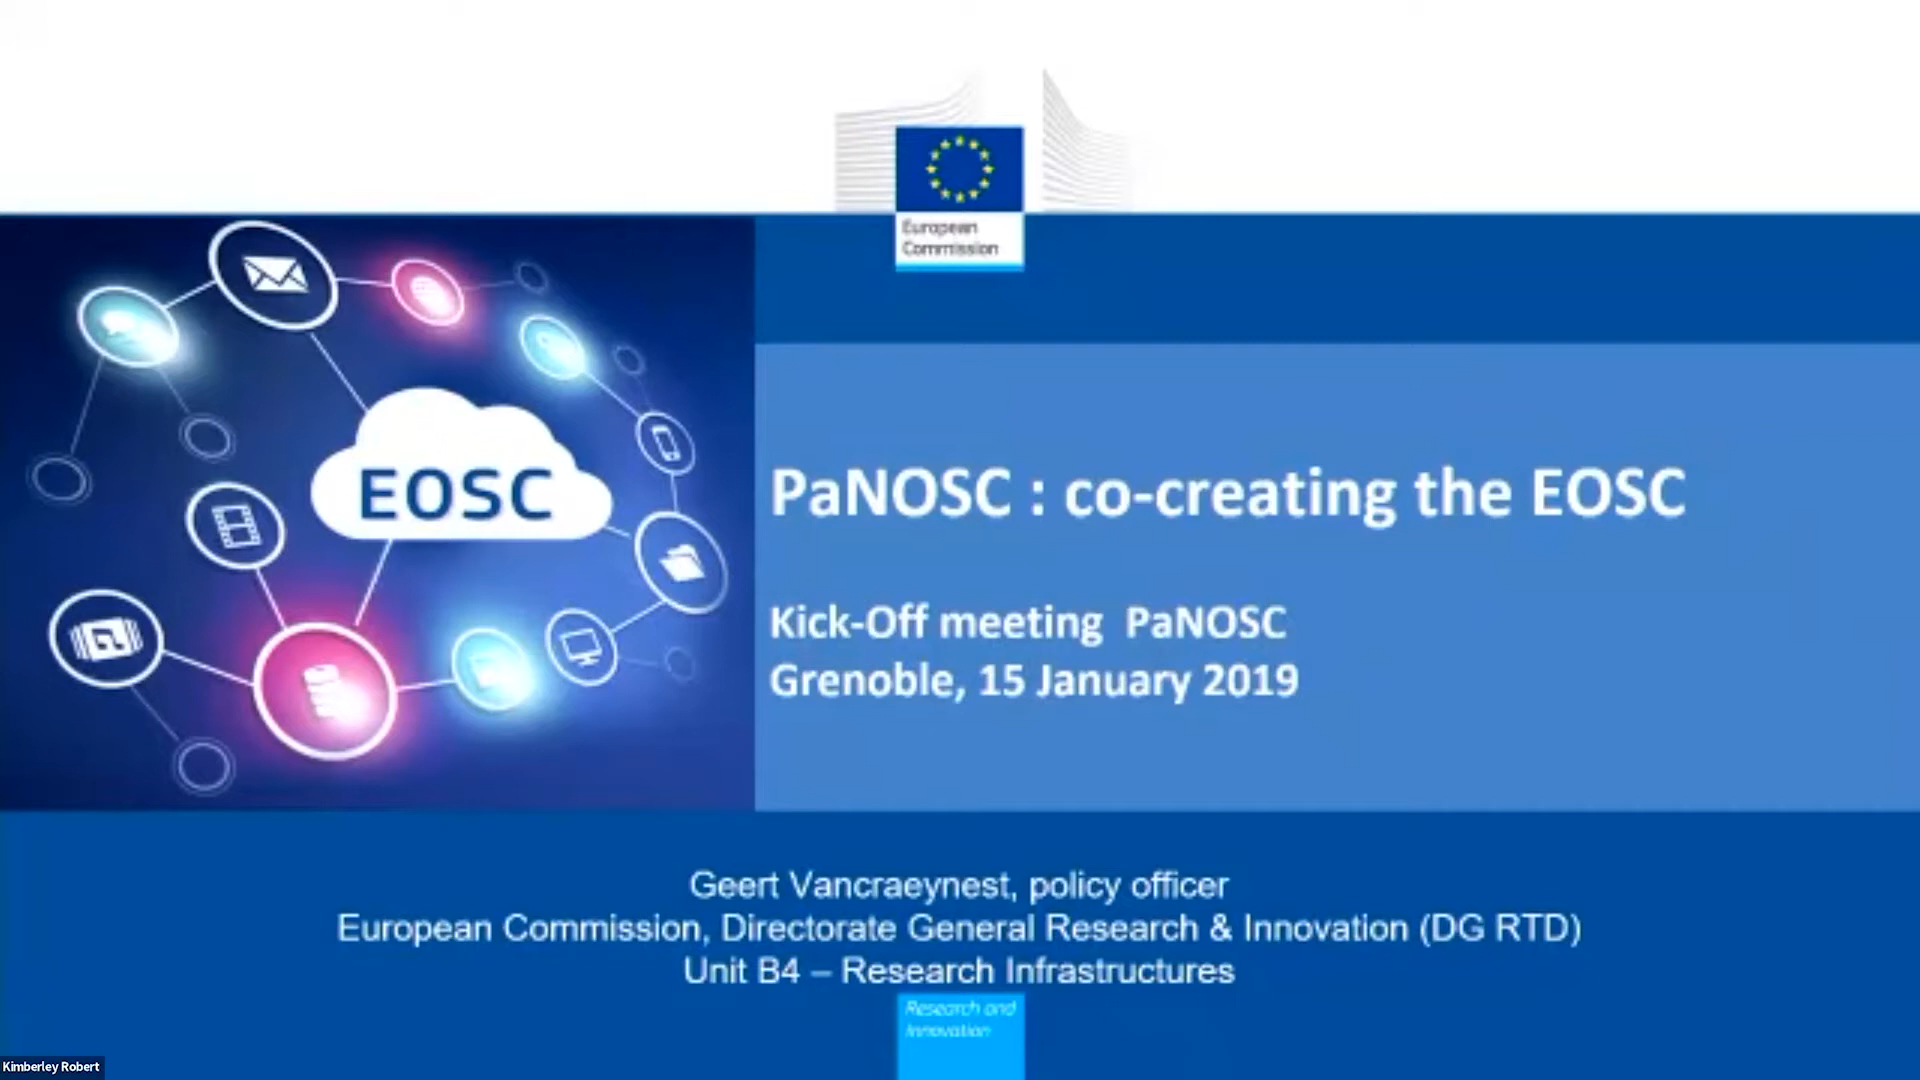 European
Commission
EOSC
PaNOSC : co-creating the EOSC
Kick-Off meeting PaNOSC
Grenoble, 15 January 2019
Geert Vancraeynest, policy officer
European Commission, Directorate General Research & Innovation (DG RTD)
Unit B4 – Research Infrastructures
Research and
Innovation
Kimberley Robert